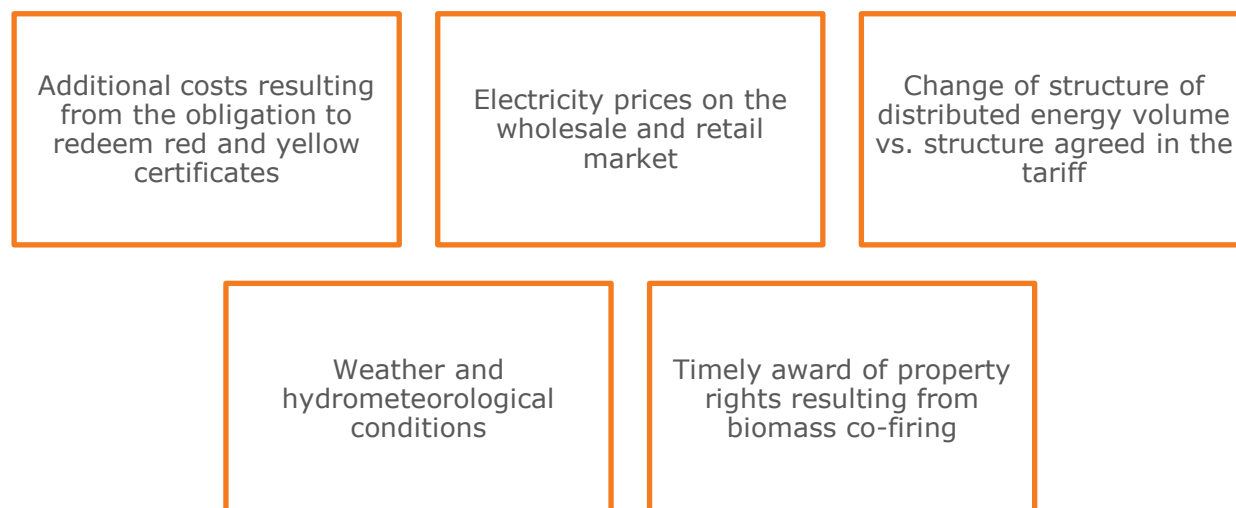 Additional costs resulting
from the obligation to
redeem red and yellow
certificates
Electricity prices on the
wholesale and retail
market
Change of structure of
distributed energy volume
vs. structure agreed in the
tariff
Weather and
hydrometeorological
conditions
Timely award of property
rights resulting from
biomass co-firing